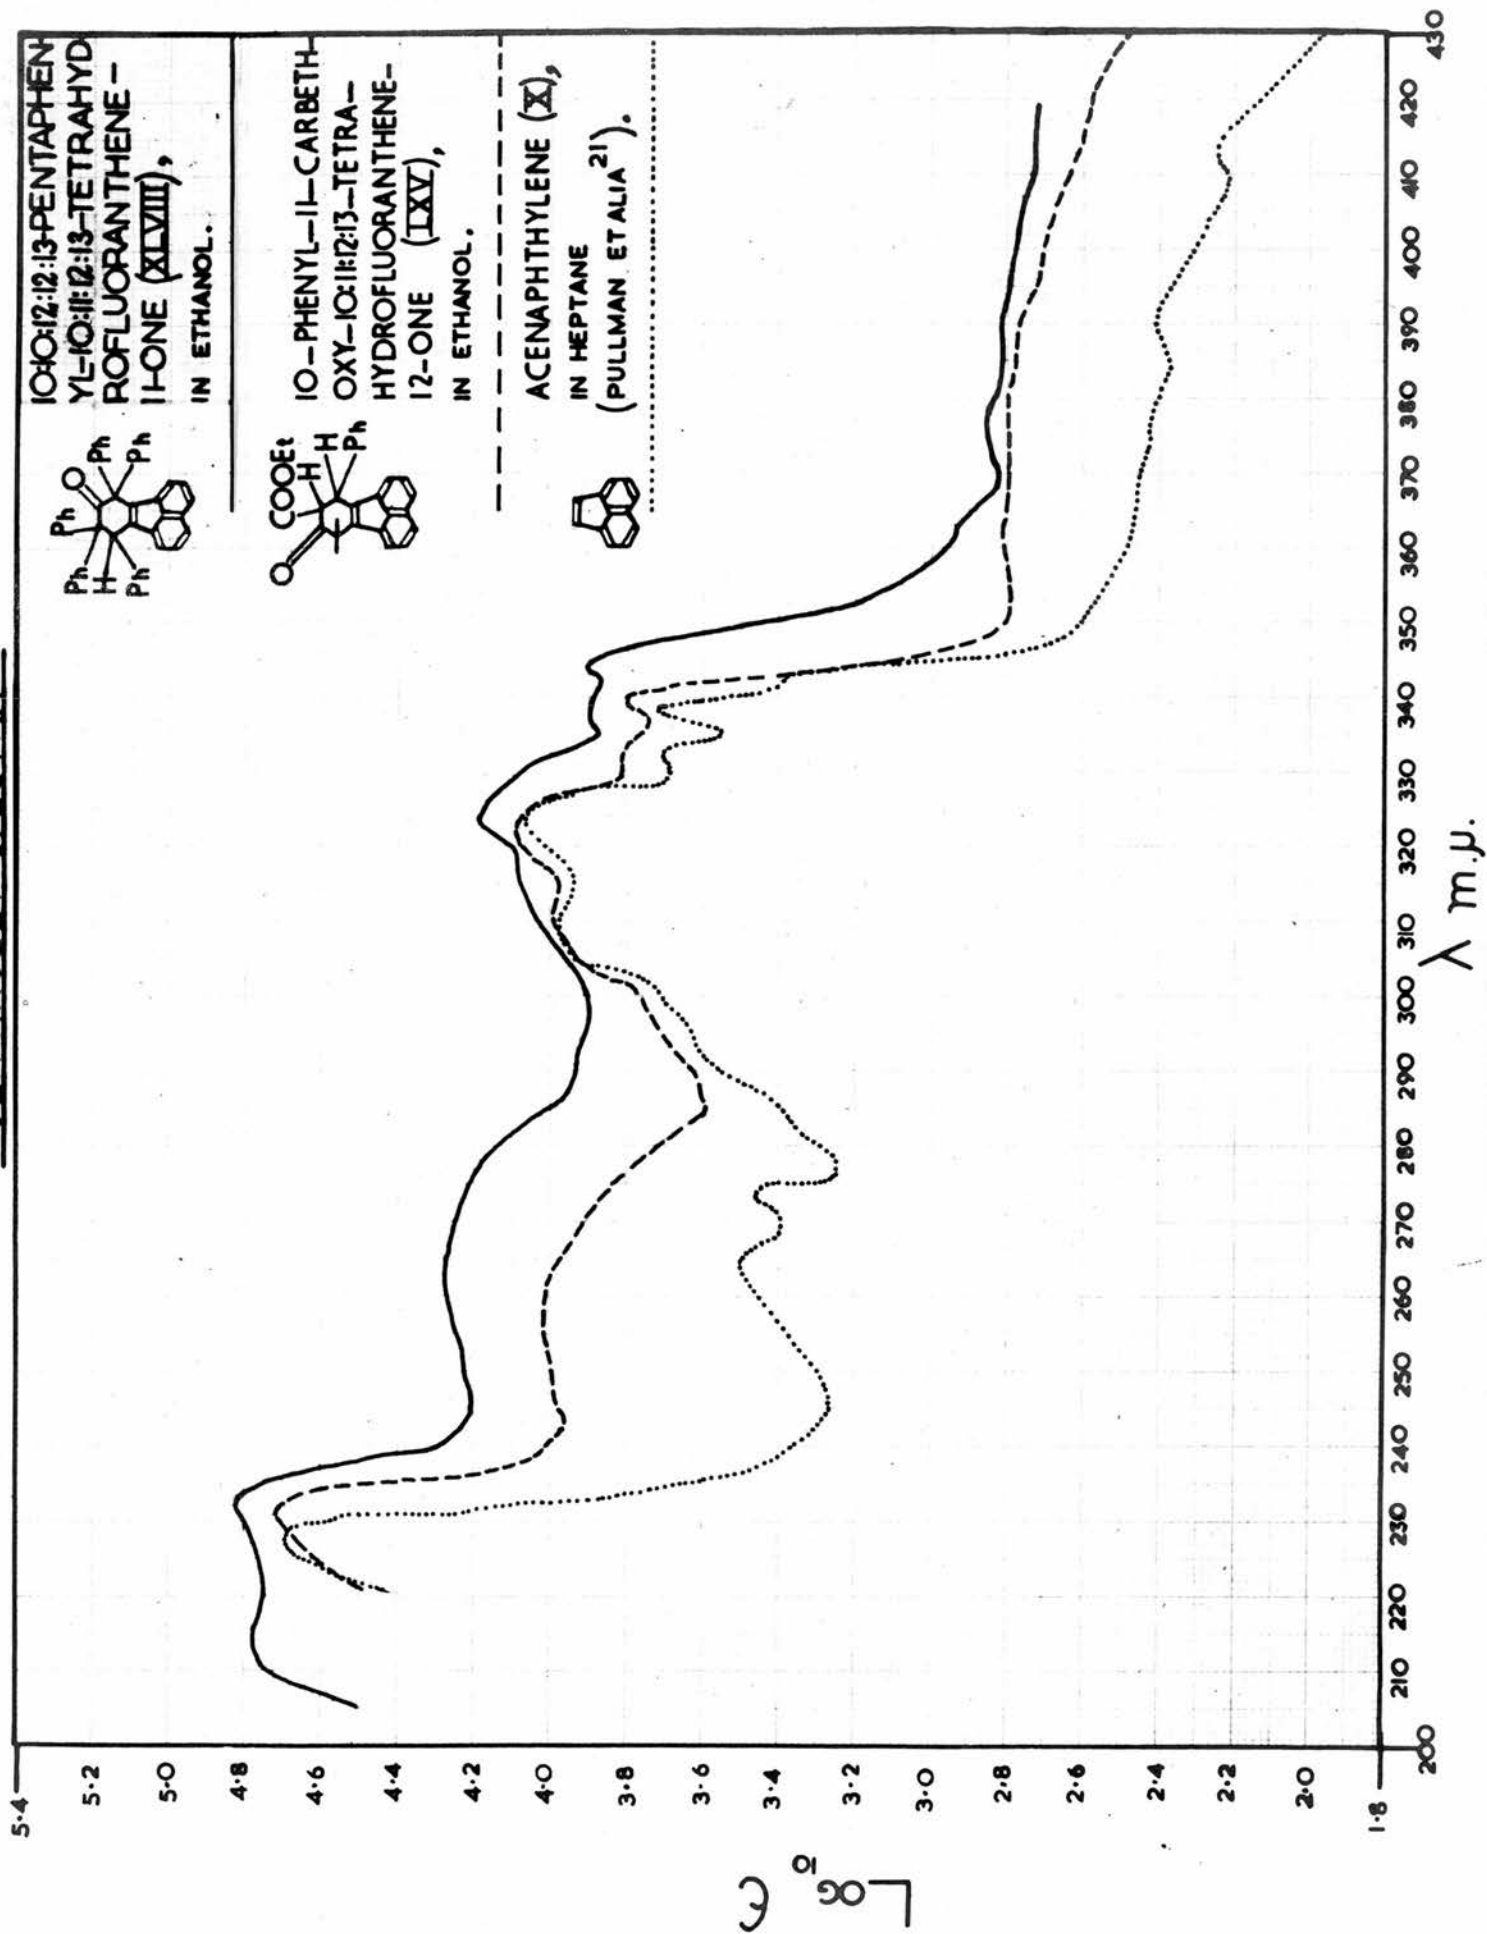 10:10:12:12:13-PENTAPHEN-
YL-10:11:12:13-TETRAHYD
ROFLUORANTHENE-
11-ONE (XLVIII),
IN ETHANOL.
Ph
Ph
H
Ph
O
Ph
Ph
10-PHENYL-11-CARBETH-
OXY-10:11:12:13-TETRA-
HYDROFLUORANTHENE-
12-ONE (LXV),
IN ETHANOL.
COOEt
O
H
H
Ph
ACENAPHTHYLENE (X),
IN HEPTANE
(PULLMAN ET ALIA 21).
5.4
5.2
5.0
4.8
4.6
4.4
4.2
4.0
3.8
3.6
3.4
3.2
3.0
2.8
2.6
2.4
2.2
2.0
1.8
LOG10 ε
200 210 220 230 240 250 260 270 280 290 300 310 320 330 340 350 360 370 380 390 400 410 420 430
λ m.μ.